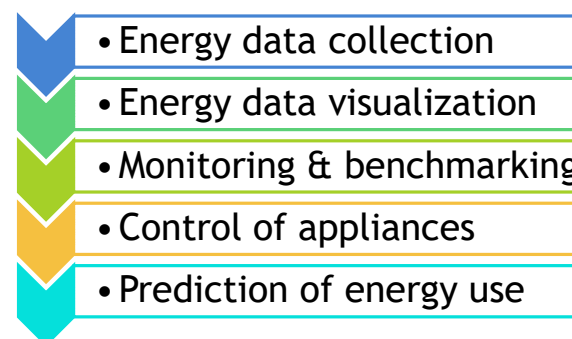 • Energy data collection
• Energy data visualization
• Monitoring & benchmarking
• Control of appliances
• Prediction of energy use